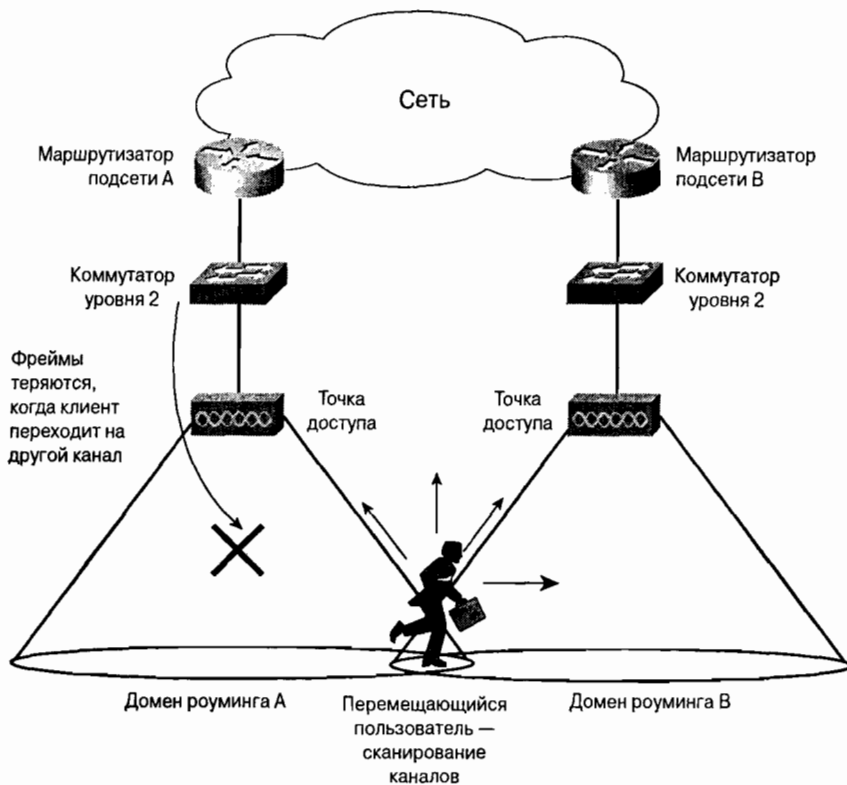 Сеть
Маршрутизатор
подсети А
Маршрутизатор
подсети В
Коммутатор
уровня 2
Коммутатор
уровня 2
Фреймы
теряются,
когда клиент
переходит на
другой канал
Точка
доступа
Точка
доступа
Домен роуминга А
Перемещающийся
пользователь —
сканирование
каналов
Домен роуминга В